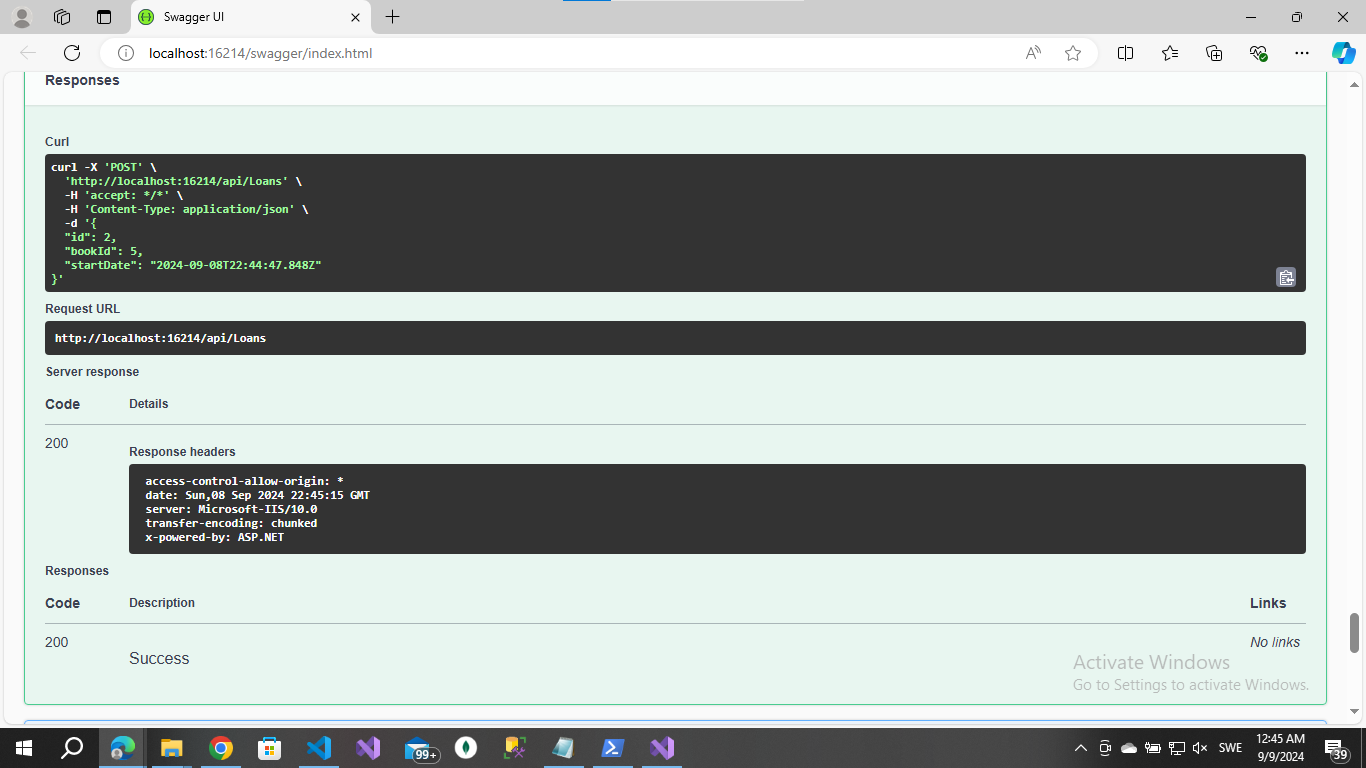 Swagger UI
localhost:16214/swagger/index.html
Responses
Curl
curl -X 'POST' \
'http://localhost:16214/api/Loans' \
-H 'accept: */*' \
-H 'Content-Type: application/json' \
-d '{
"id": 2,
"bookId": 5,
"startDate": "2024-09-08T22:44:47.848Z"
}'
Request URL
http://localhost:16214/api/Loans
Server response
Code Details
200
Response headers
access-control-allow-origin: *
date: Sun,08 Sep 2024 22:45:15 GMT
server: Microsoft-IIS/10.0
transfer-encoding: chunked
x-powered-by: ASP.NET
Responses
Code Description Links
200 No links
Success
Activate Windows
Go to Settings to activate Windows.
99+
SWE
12:45 AM
9/9/2024
39